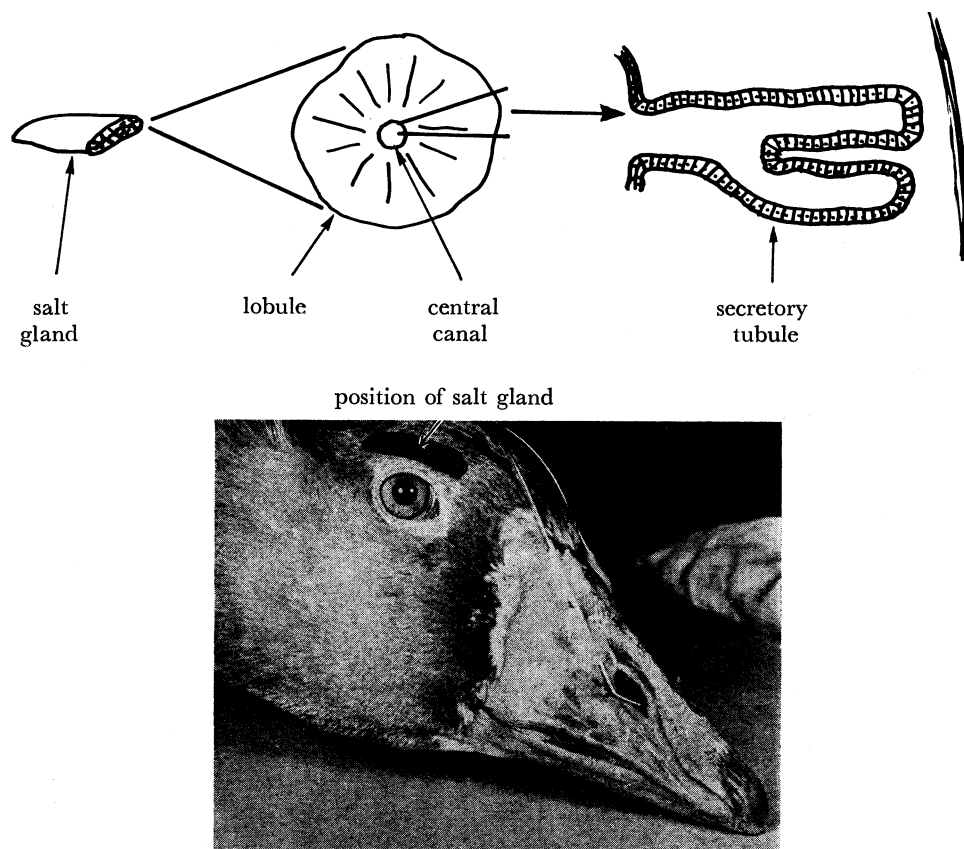 salt
gland
lobule
central
canal
secretory
tubule
position of salt gland